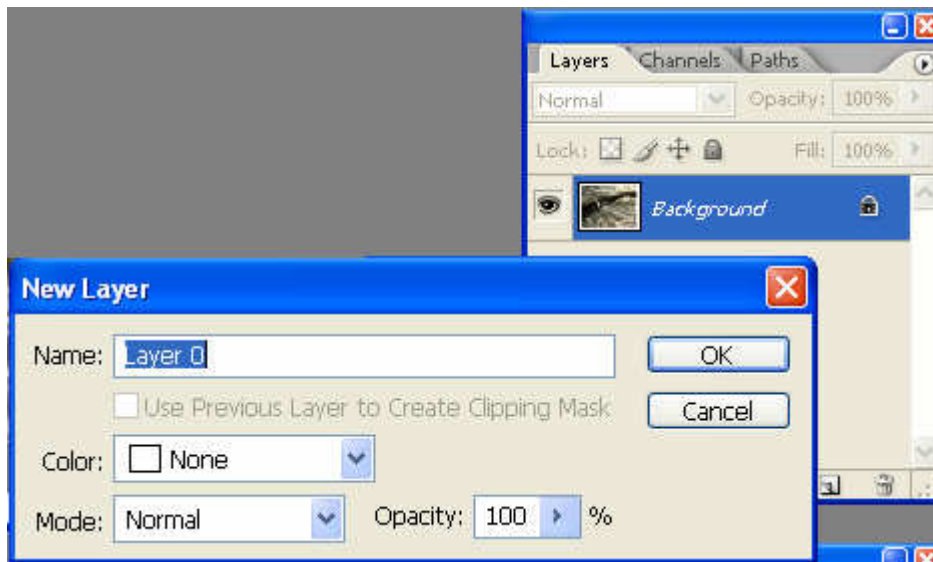 Layers Channels Paths
Normal Opacity: 100%
Lock: Fill: 100%
Background
New Layer
Name: Layer 0 OK
Use Previous Layer to Create Clipping Mask Cancel
Color: None
Mode: Normal Opacity: 100 %